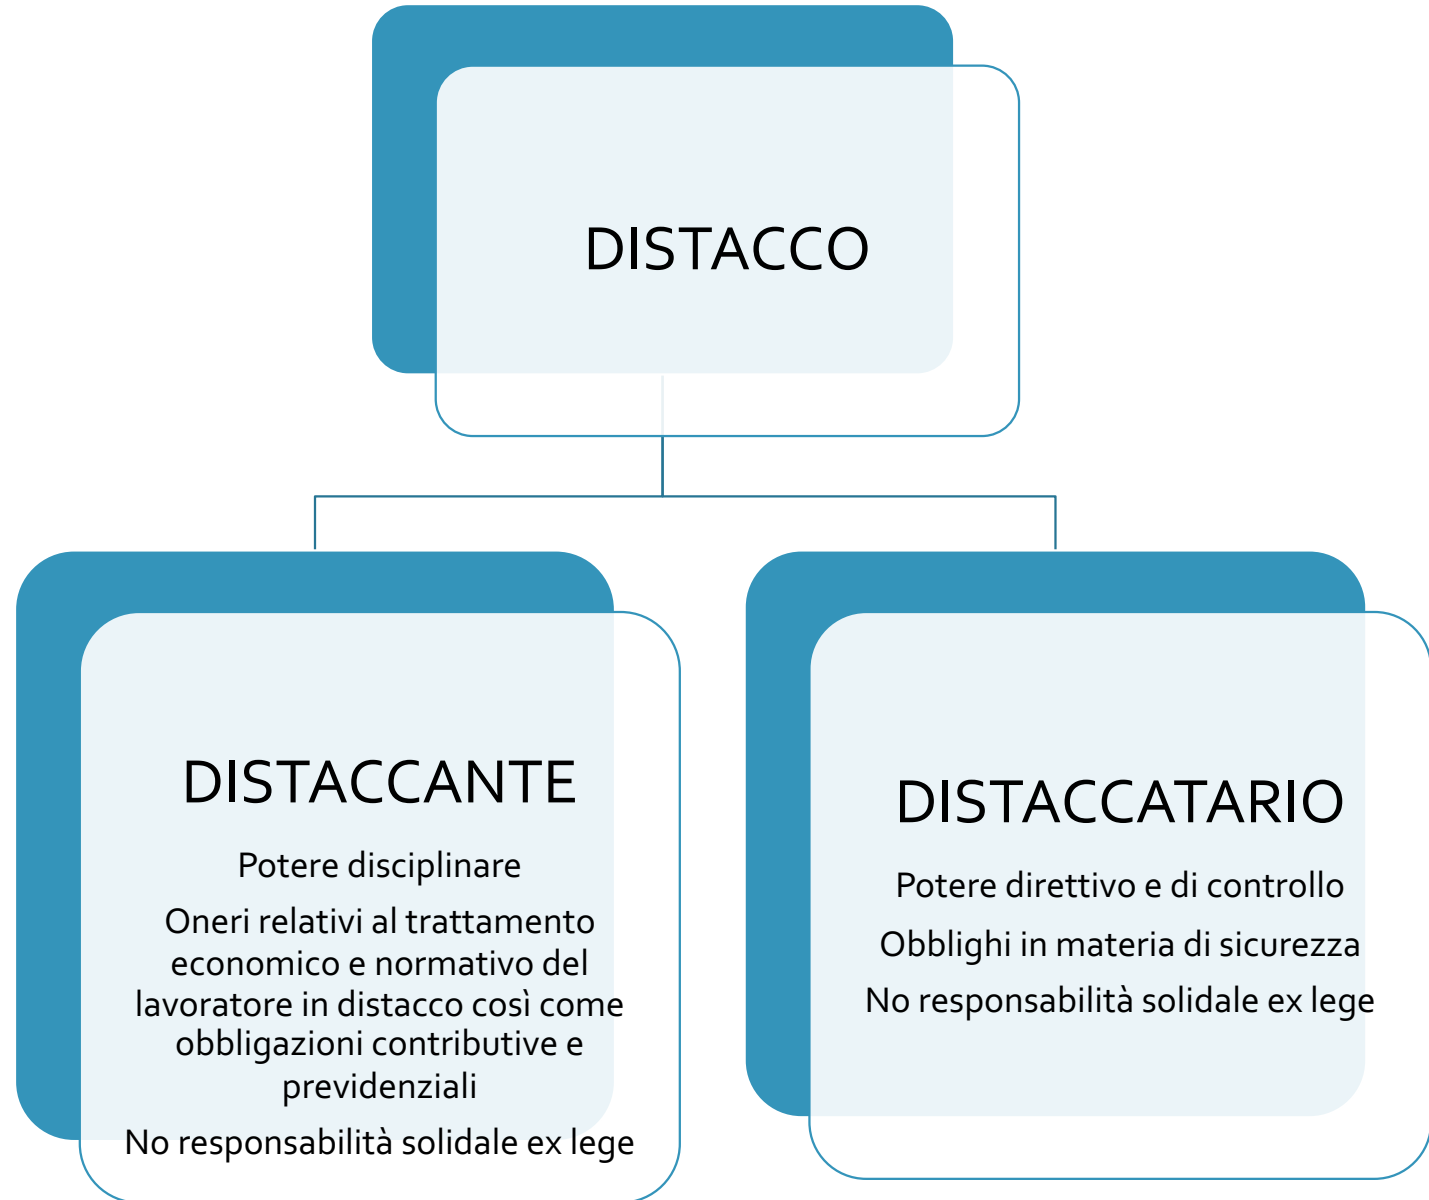 DISTACCO
DISTACCANTE
Potere disciplinare
Oneri relativi al trattamento
economico e normativo del
lavoratore in distacco così come
obbligazioni contributive e
previdenziali
No responsabilità solidale ex lege
DISTACCATARIO
Potere direttivo e di controllo
Obblighi in materia di sicurezza
No responsabilità solidale ex lege